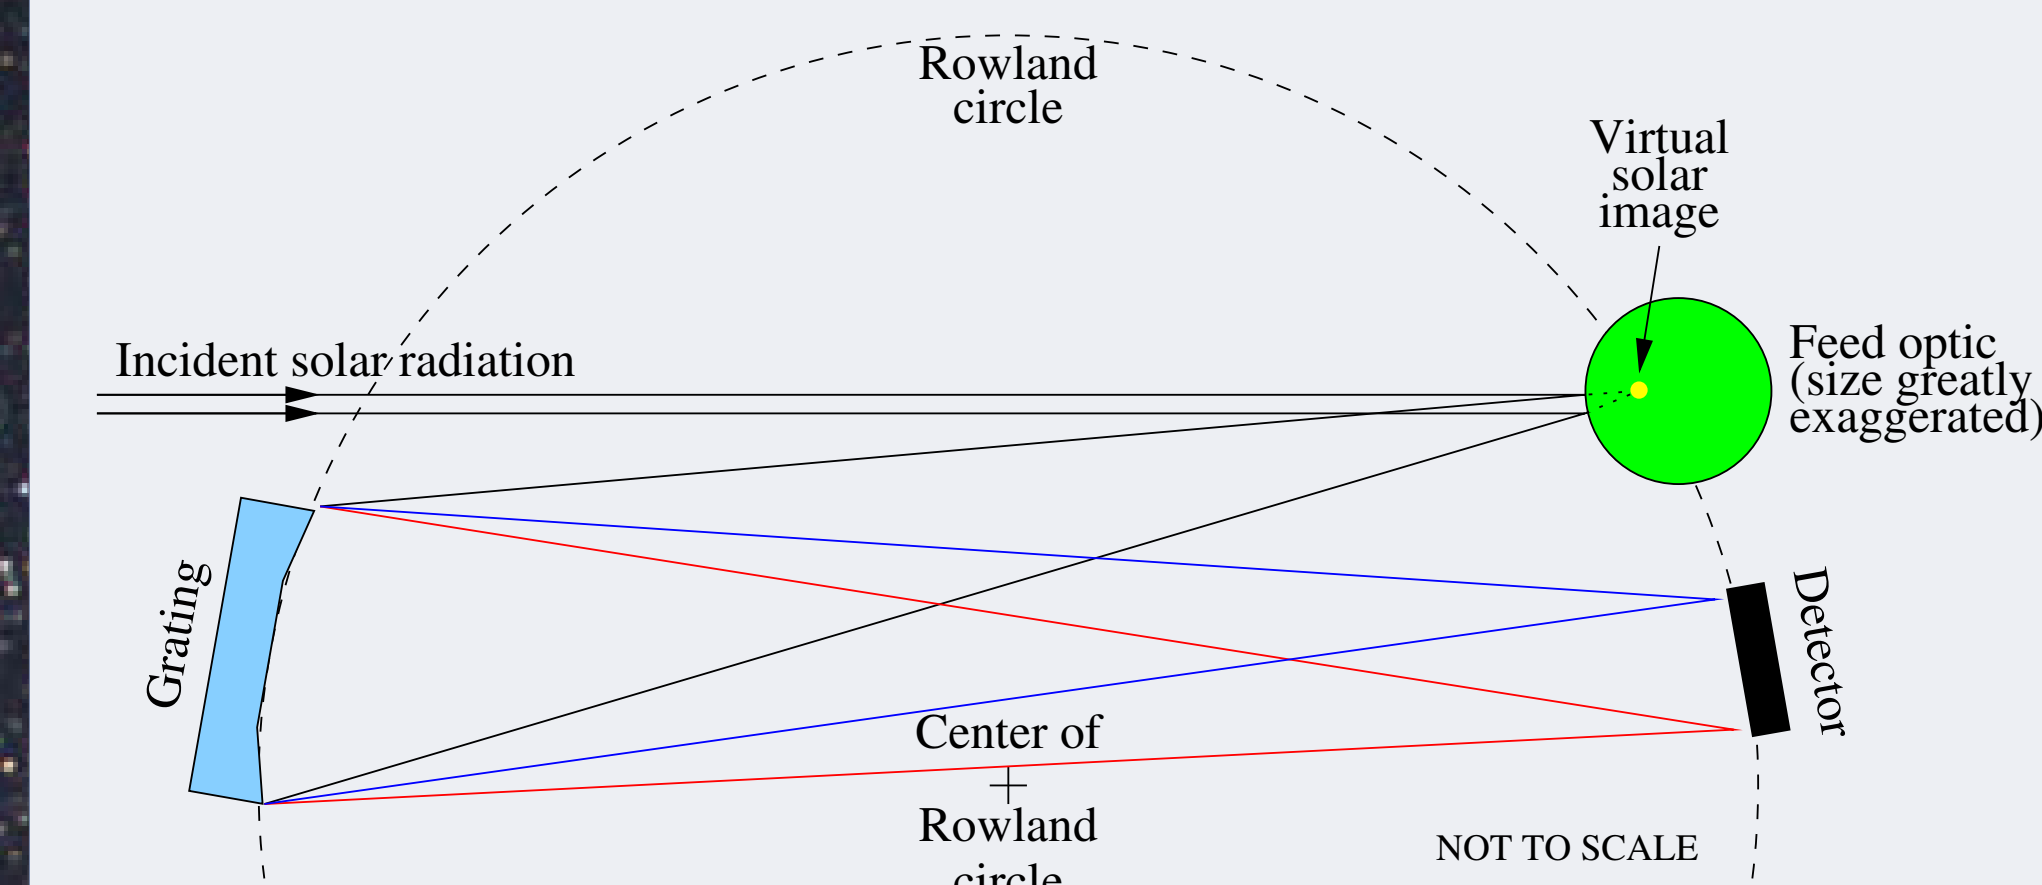 Rowland
circle
Virtual
solar
image
Incident solar radiation
Feed optic
(size greatly
exaggerated)
Grating
Detector
Center of
Rowland
circle
NOT TO SCALE